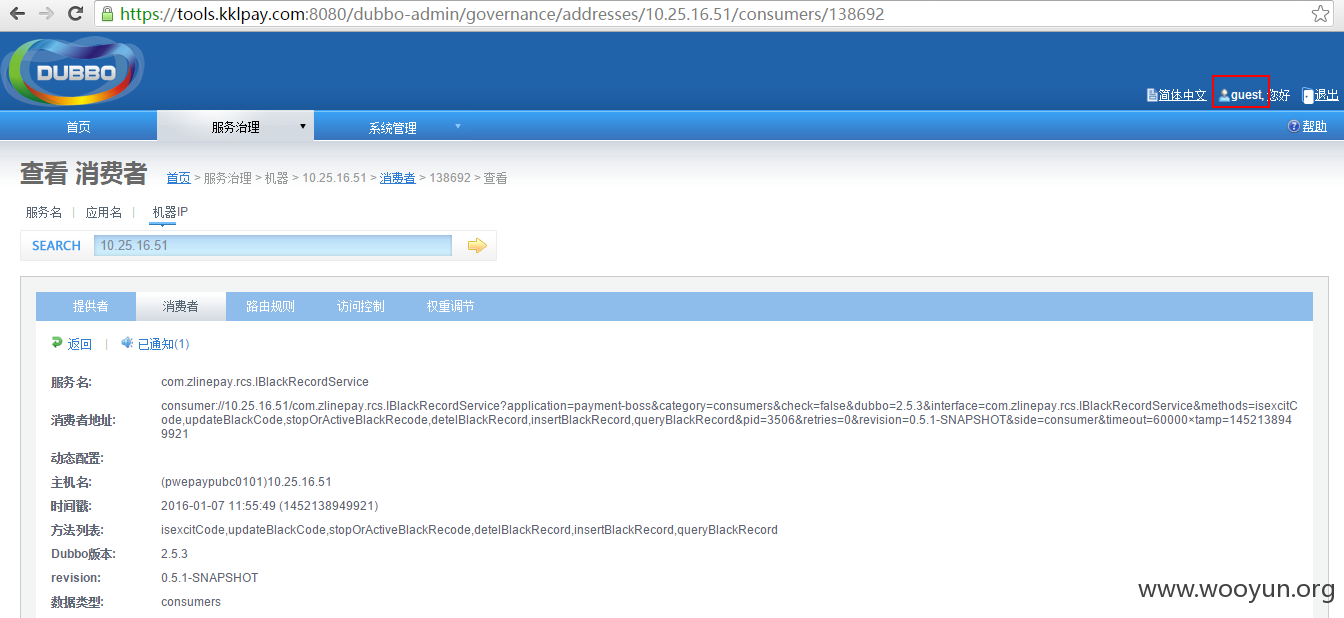 https://tools.kklpay.com:8080/dubbo-admin/governance/addresses/10.25.16.51/consumers/138692
DUBBO
简体中文 guest, 您好 退出
首页 服务治理 系统管理 帮助
查看 消费者 首页 > 服务治理 > 机器 > 10.25.16.51 > 消费者 > 138692 > 查看
服务名 | 应用名 | 机器IP
SEARCH 10.25.16.51
提供者 消费者 路由规则 访问控制 权重调节
返回 | 已通知(1)
服务名: com.zlinepay.rcs.IBlackRecordService
消费者地址: consumer://10.25.16.51/com.zlinepay.rcs.IBlackRecordService?application=payment-boss&category=consumers&check=false&dubbo=2.5.3&interface=com.zlinepay.rcs.IBlackRecordService&methods=isexcitC
ode,updateBlackCode,stopOrActiveBlackRecode,detelBlackRecord,insertBlackRecord,queryBlackRecord&pid=3506&retries=0&revision=0.5.1-SNAPSHOT&side=consumer&timeout=60000×tamp=145213894
9921
动态配置:
主机名: (pwepaypubc0101)10.25.16.51
时间戳: 2016-01-07 11:55:49 (1452138949921)
方法列表: isexcitCode,updateBlackCode,stopOrActiveBlackRecode,detelBlackRecord,insertBlackRecord,queryBlackRecord
Dubbo版本: 2.5.3
revision: 0.5.1-SNAPSHOT
数据类型: consumers
www.wooyun.org